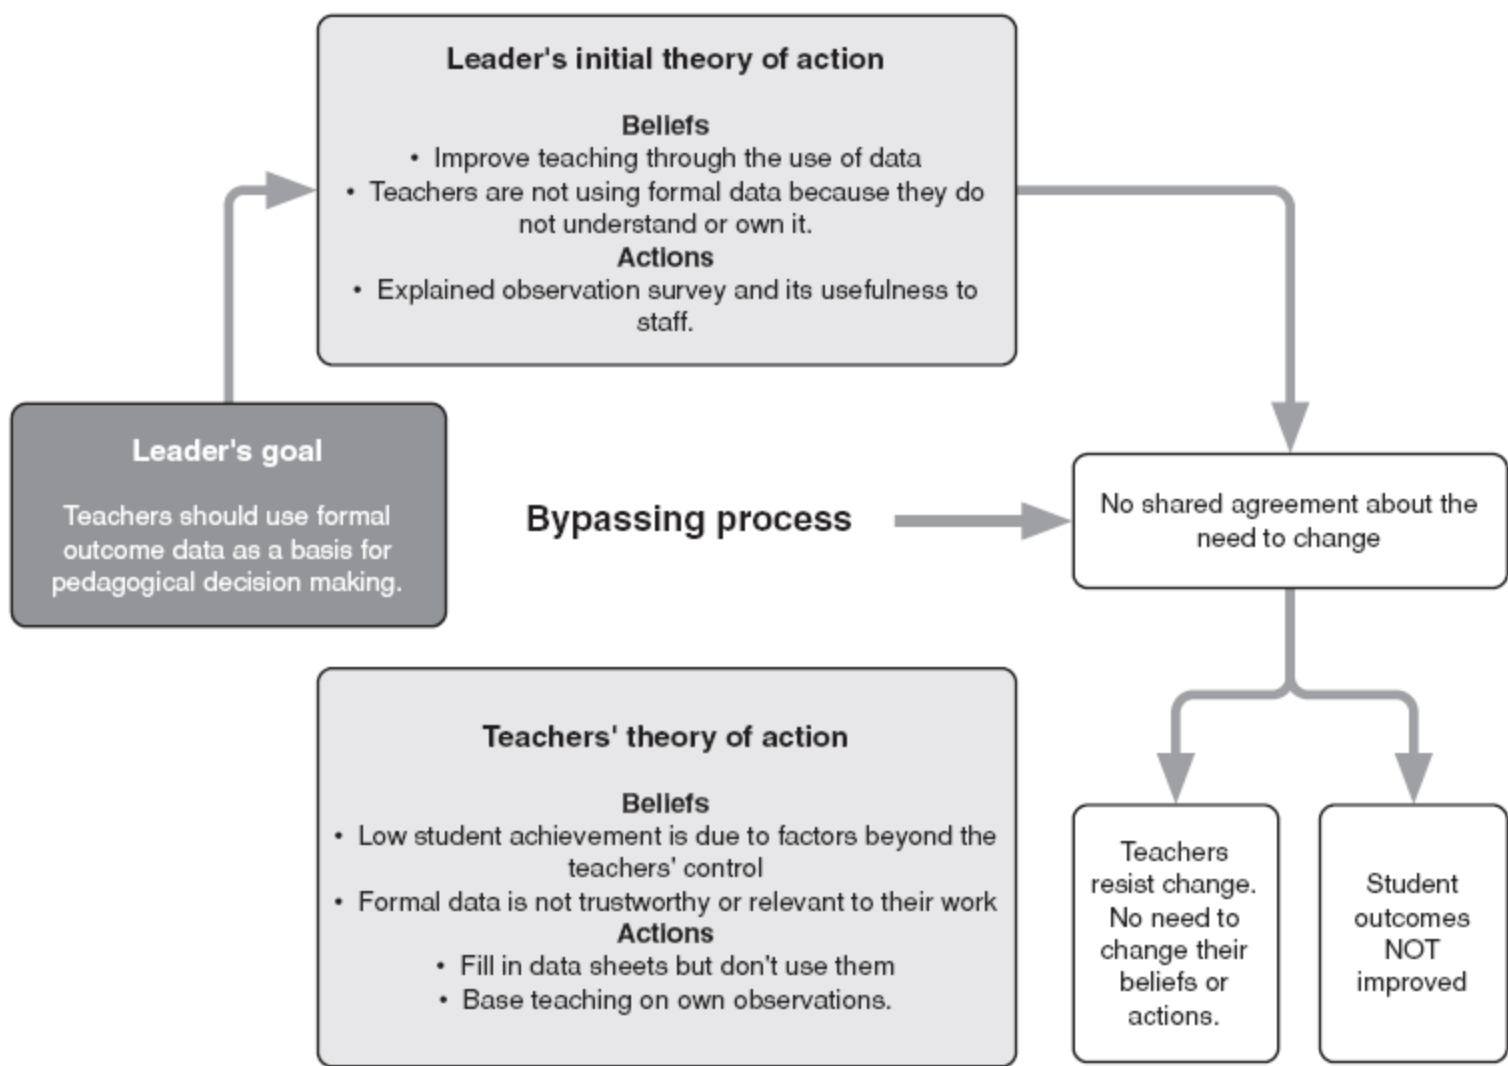 Leader's initial theory of action
Beliefs
• Improve teaching through the use of data
• Teachers are not using formal data because they do
not understand or own it.
Actions
• Explained observation survey and its usefulness to
staff.
Leader's goal
Teachers should use formal
outcome data as a basis for
pedagogical decision making.
Bypassing process
No shared agreement about the
need to change
Teachers' theory of action
Beliefs
• Low student achievement is due to factors beyond the
teachers' control
• Formal data is not trustworthy or relevant to their work
Actions
• Fill in data sheets but don't use them
• Base teaching on own observations.
Teachers
resist change.
No need to
change their
beliefs or
actions.
Student
outcomes
NOT
improved